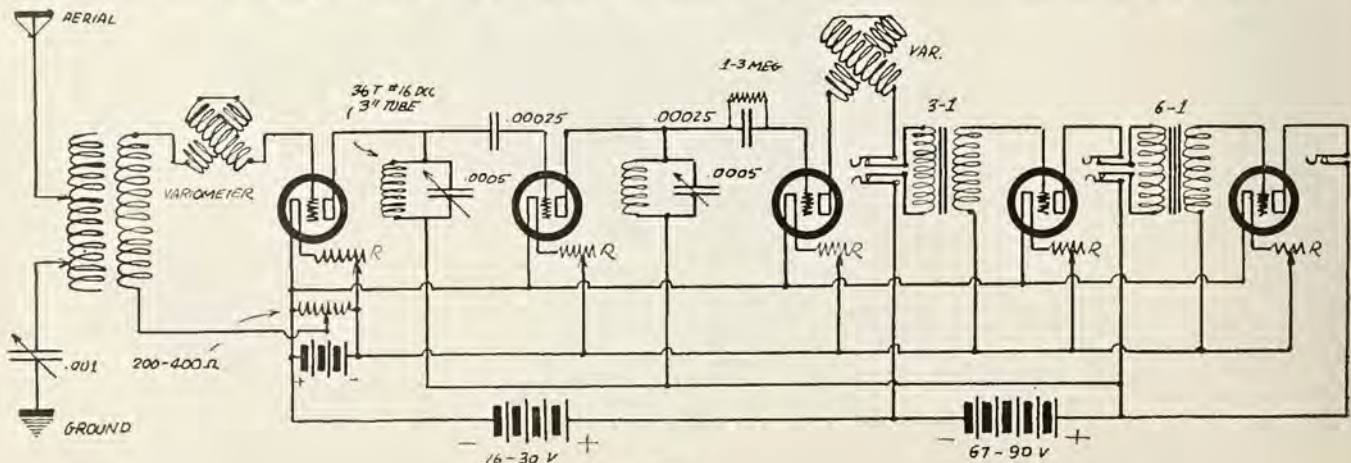 AERIAL
VARIOMETER
36 T #16 DCC
3" TUBE
.00025
.0005
.00025
1-3 MEG
.0005
VAR.
3-1
6-1
R
R
R
R
R
.001
200-400 Ω
+ -
GROUND
- +
16-30 V
- +
67-90 V